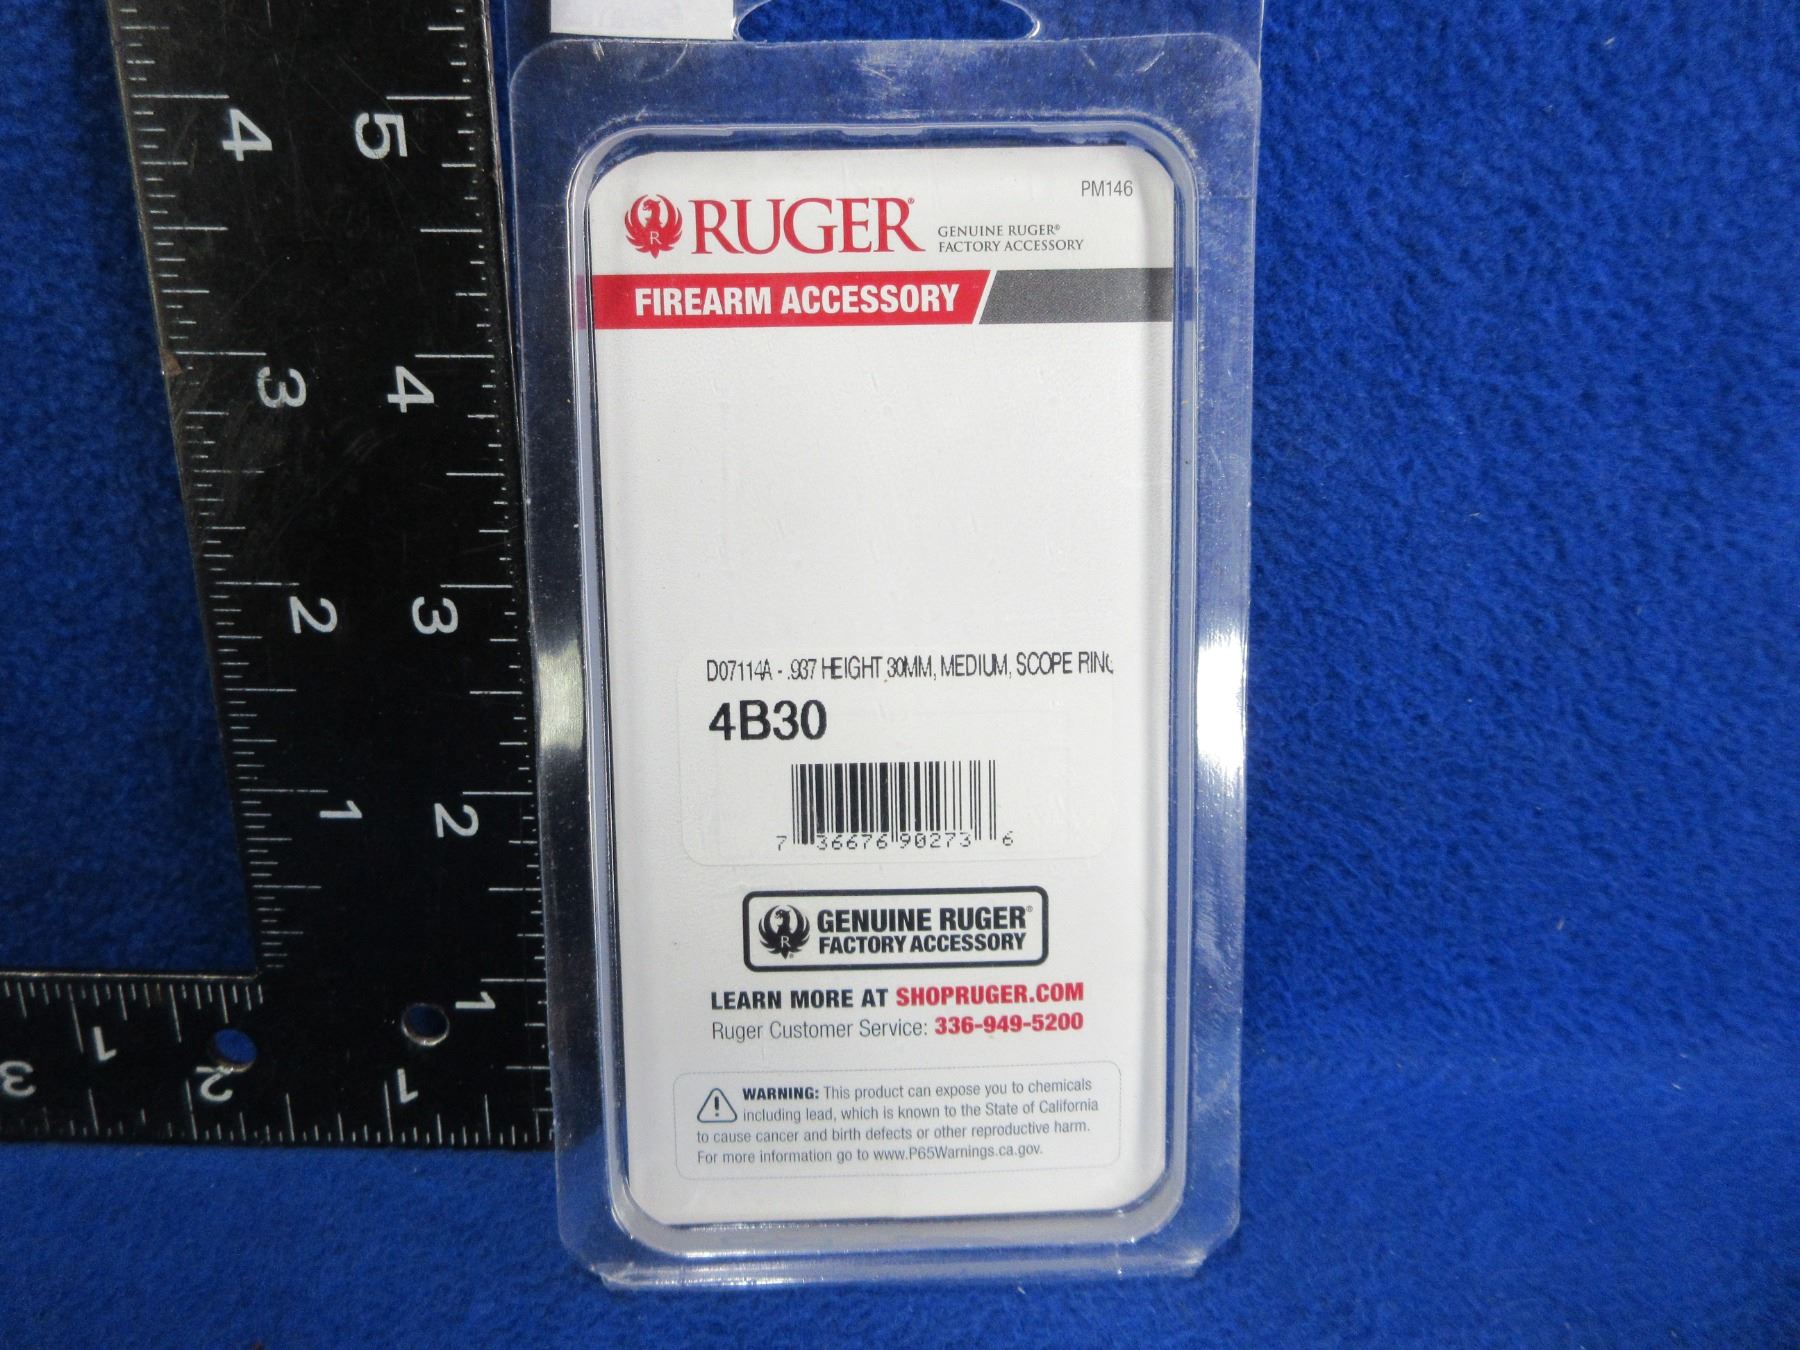 PM146
RUGER® GENUINE RUGER®
FACTORY ACCESSORY
FIREARM ACCESSORY
D07114A - .937 HEIGHT 30MM, MEDIUM, SCOPE RING
4B30
7 36676 90273 6
R GENUINE RUGER®
FACTORY ACCESSORY
LEARN MORE AT SHOPRUGER.COM
Ruger Customer Service: 336-949-5200
WARNING: This product can expose you to chemicals
including lead, which is known to the State of California
to cause cancer and birth defects or other reproductive harm.
For more information go to www.P65Warnings.ca.gov.
4 5
3 4
2 3
1 2
1
1
3 2 1